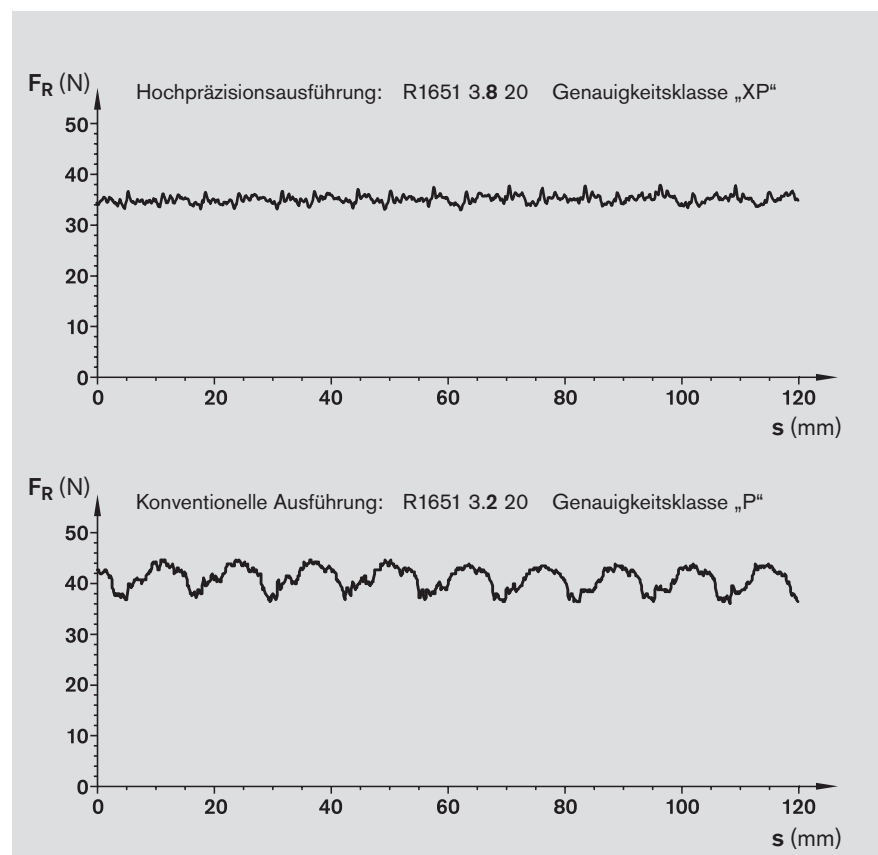 F_R (N)
Hochpräzisionsausführung: R1651 3.8 20 Genauigkeitsklasse „XP“
50
40
30
20
10
0
0 20 40 60 80 100 120
s (mm)
F_R (N)
Konventionelle Ausführung: R1651 3.2 20 Genauigkeitsklasse „P“
50
40
30
20
10
0
0 20 40 60 80 100 120
s (mm)